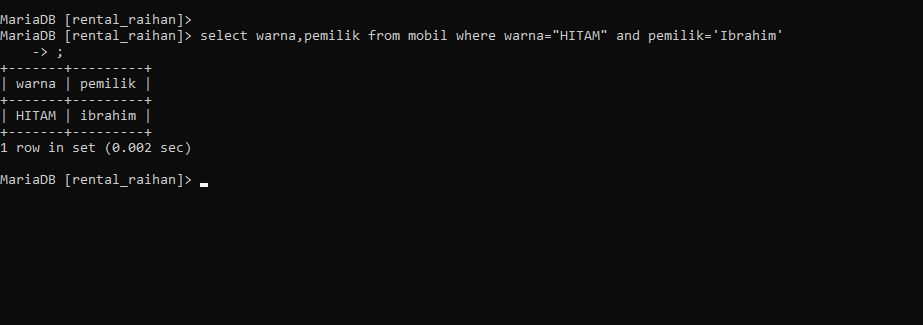 MariaDB [rental_raihan]>
MariaDB [rental_raihan]> select warna,pemilik from mobil where warna="HITAM" and pemilik='Ibrahim'
    -> ;
+-------+---------+
| warna | pemilik |
+-------+---------+
| HITAM | ibrahim |
+-------+---------+
1 row in set (0.002 sec)
MariaDB [rental_raihan]>